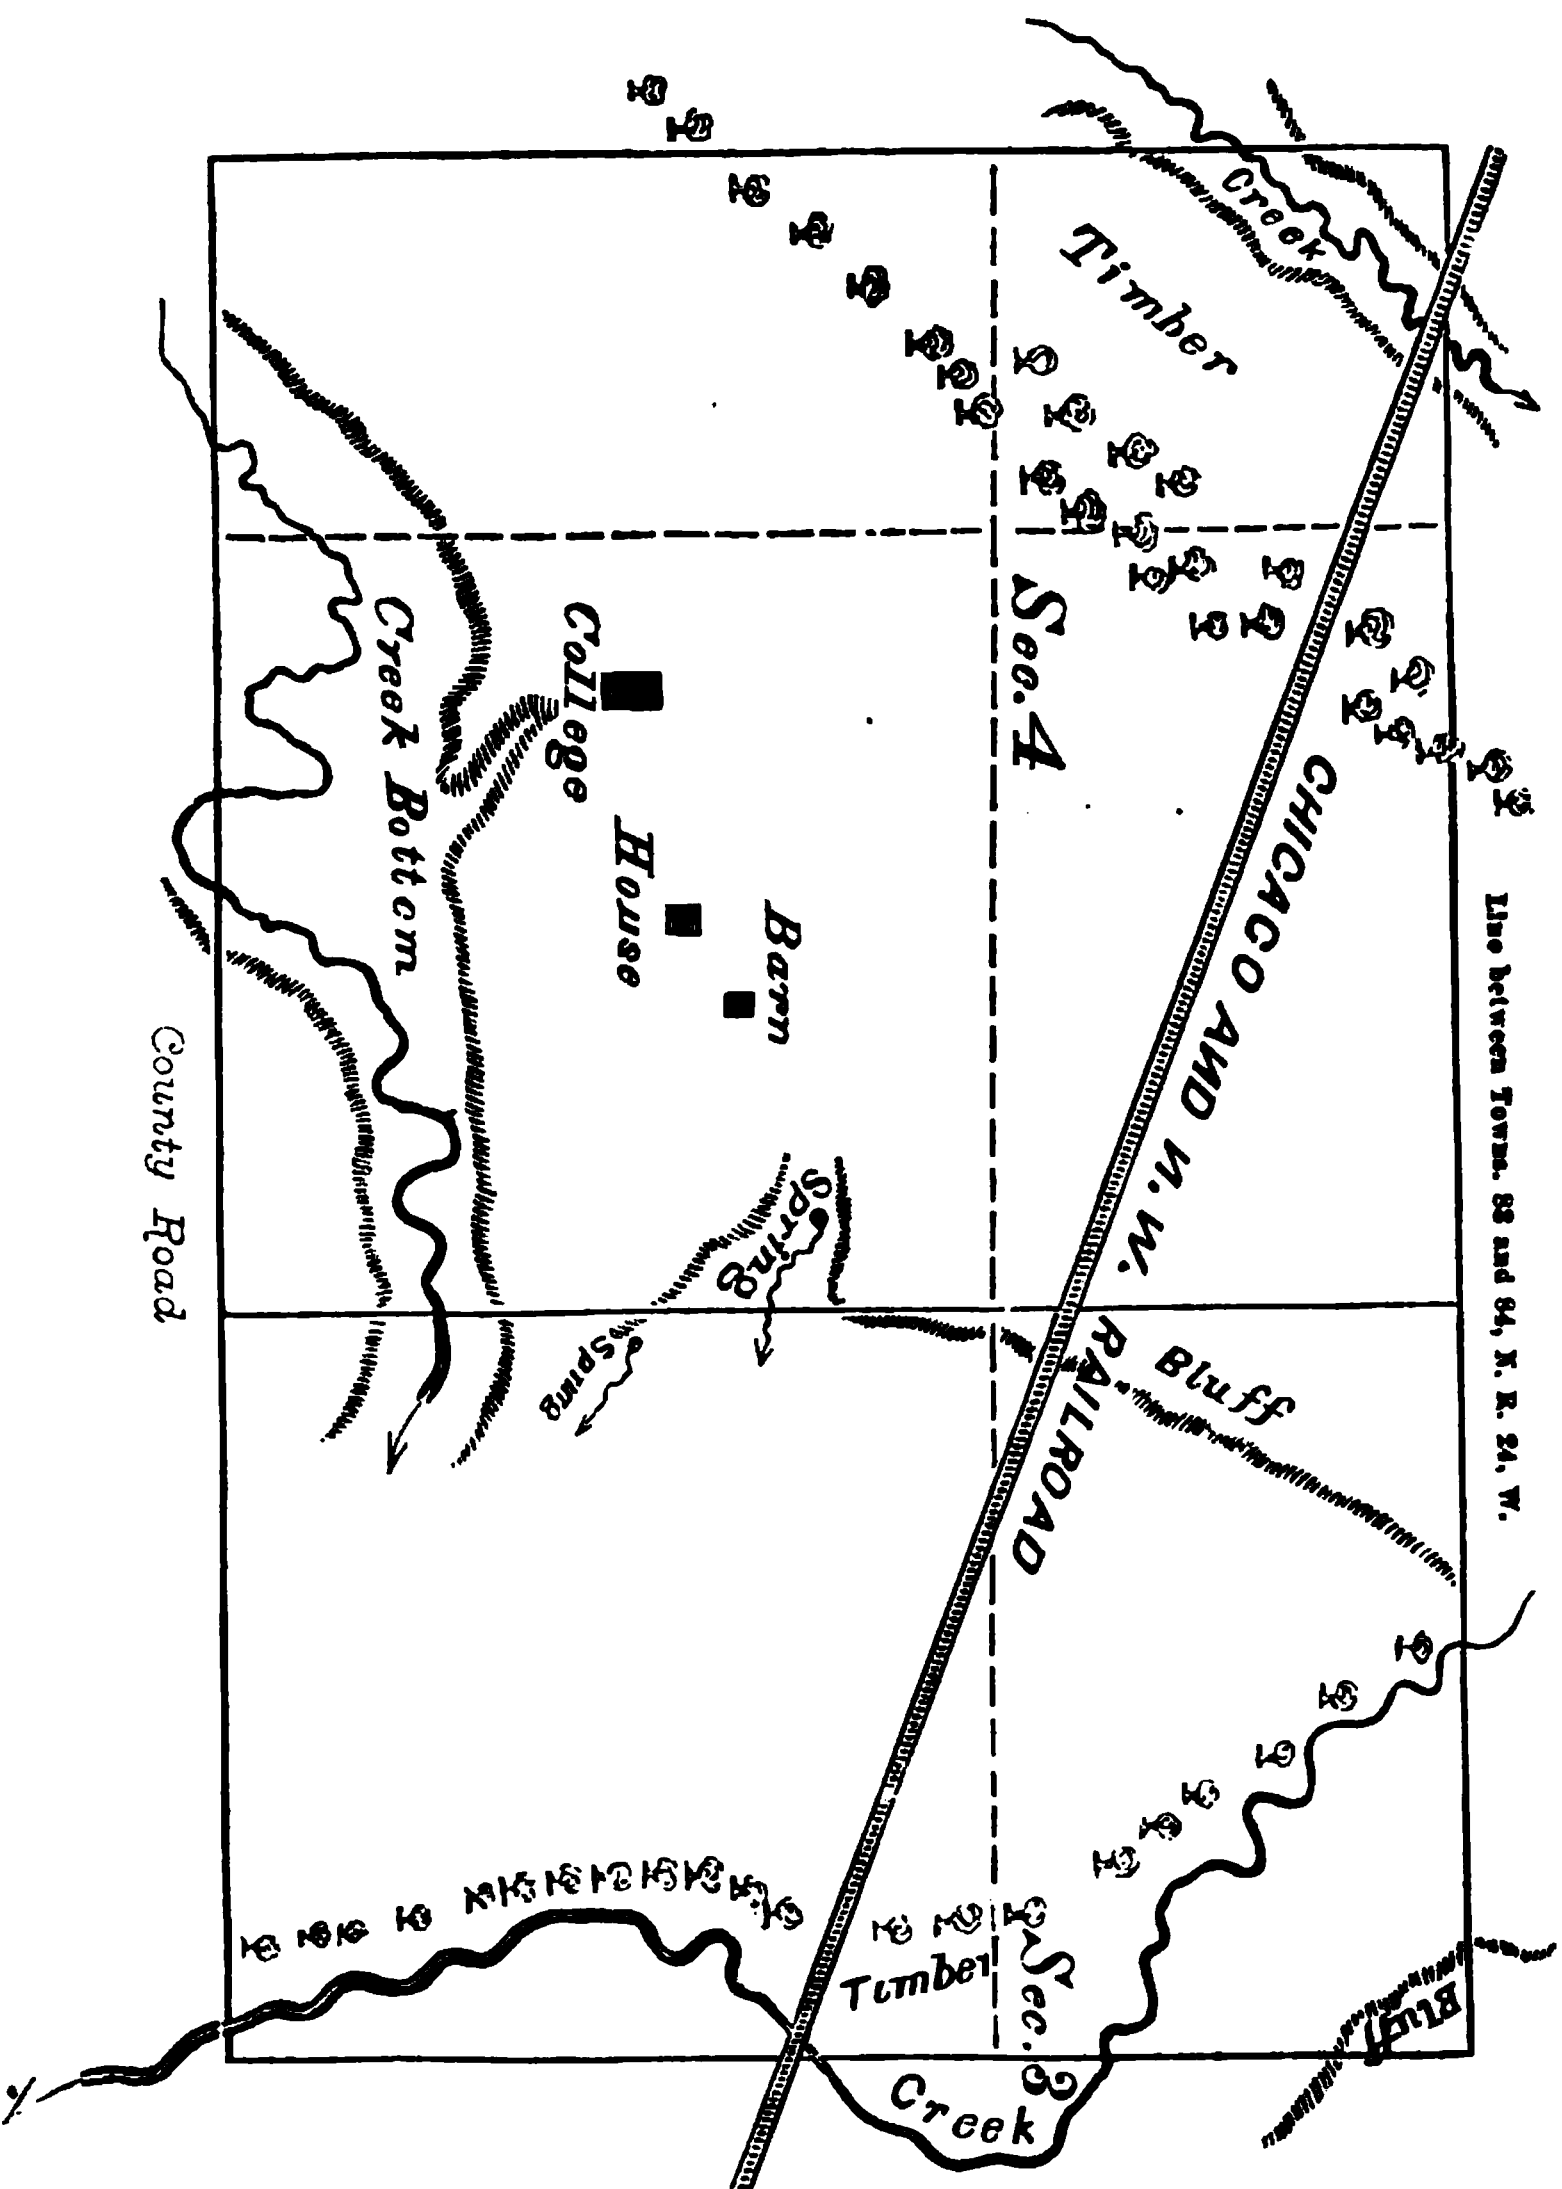 Line between Towns. 83 and 84, N. R. 24, W.
Creek
Timber
CHICAGO AND N. W. RAILROAD
Bluff
Bluff
Sec. 4
Sec. 3
Timber
Creek
Barn
House
College
Spring
Spring
Creek Bottom
County Road